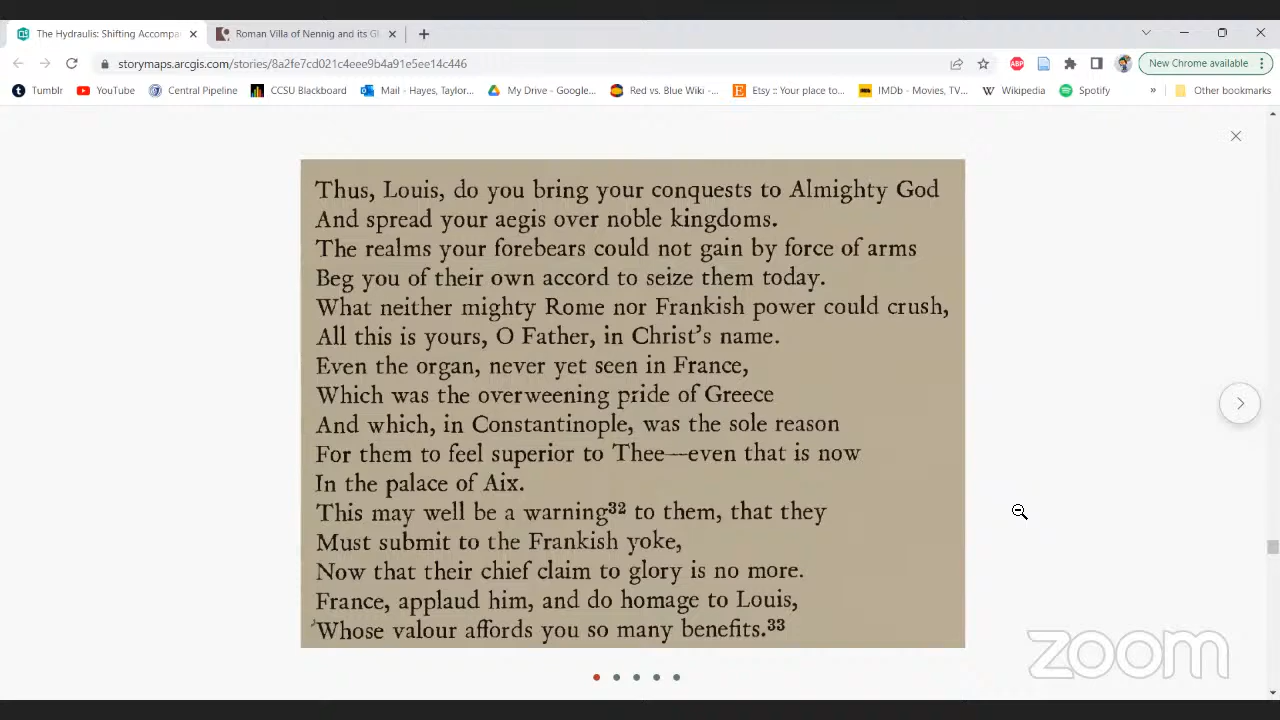 The Hydraulis: Shifting Accompa
Roman Villa of Nennig and its Gl
storymaps.arcgis.com/stories/8a2fe7cd021c4eee9b4a91e5ee14c446
ABP
New Chrome available
Tumblr
YouTube
Central Pipeline
CCSU Blackboard
Mail - Hayes, Taylor...
My Drive - Google...
Red vs. Blue Wiki -...
Etsy :: Your place to...
IMDb - Movies, TV...
Wikipedia
Spotify
»
Other bookmarks
Thus, Louis, do you bring your conquests to Almighty God
And spread your aegis over noble kingdoms.
The realms your forebears could not gain by force of arms
Beg you of their own accord to seize them today.
What neither mighty Rome nor Frankish power could crush,
All this is yours, O Father, in Christ's name.
Even the organ, never yet seen in France,
Which was the overweening pride of Greece
And which, in Constantinople, was the sole reason
For them to feel superior to Thee—even that is now
In the palace of Aix.
This may well be a warning³² to them, that they
Must submit to the Frankish yoke,
Now that their chief claim to glory is no more.
France, applaud him, and do homage to Louis,
Whose valour affords you so many benefits.³³
zoom